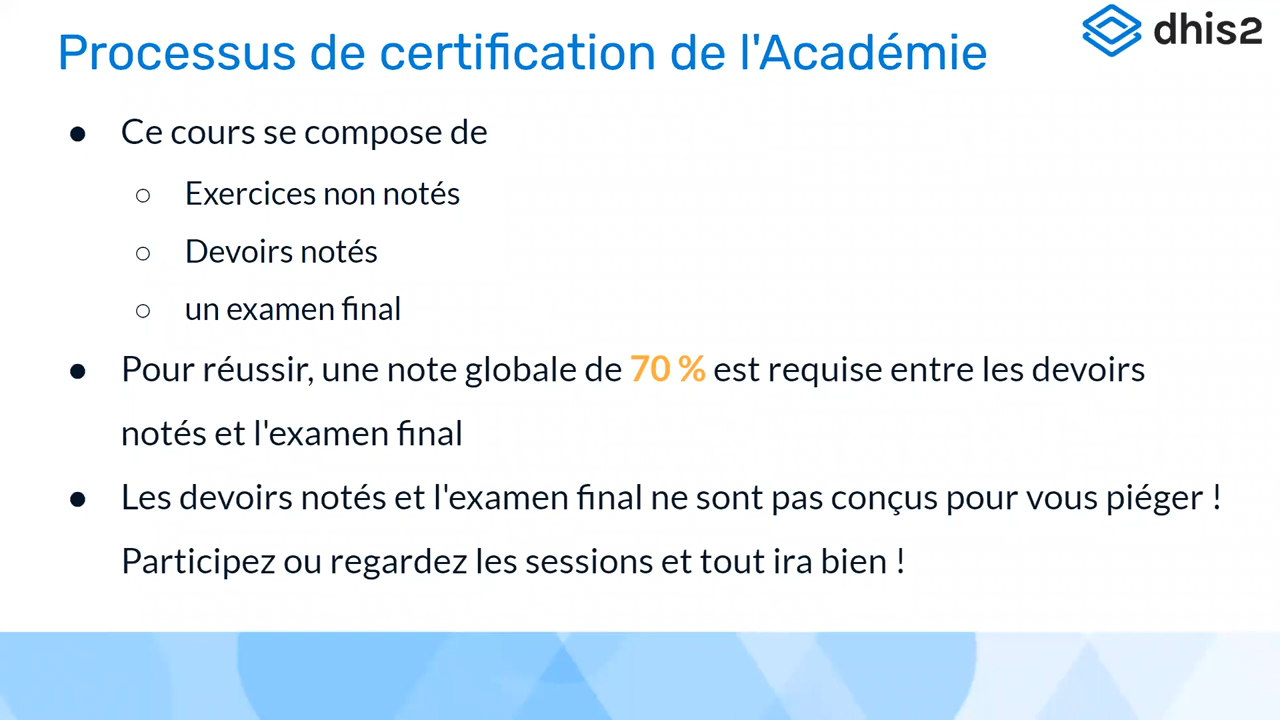 Processus de certification de l'Académie
dhis2
● Ce cours se compose de
○ Exercices non notés
○ Devoirs notés
○ un examen final
● Pour réussir, une note globale de 70 % est requise entre les devoirs
notés et l'examen final
● Les devoirs notés et l'examen final ne sont pas conçus pour vous piéger !
Participez ou regardez les sessions et tout ira bien !